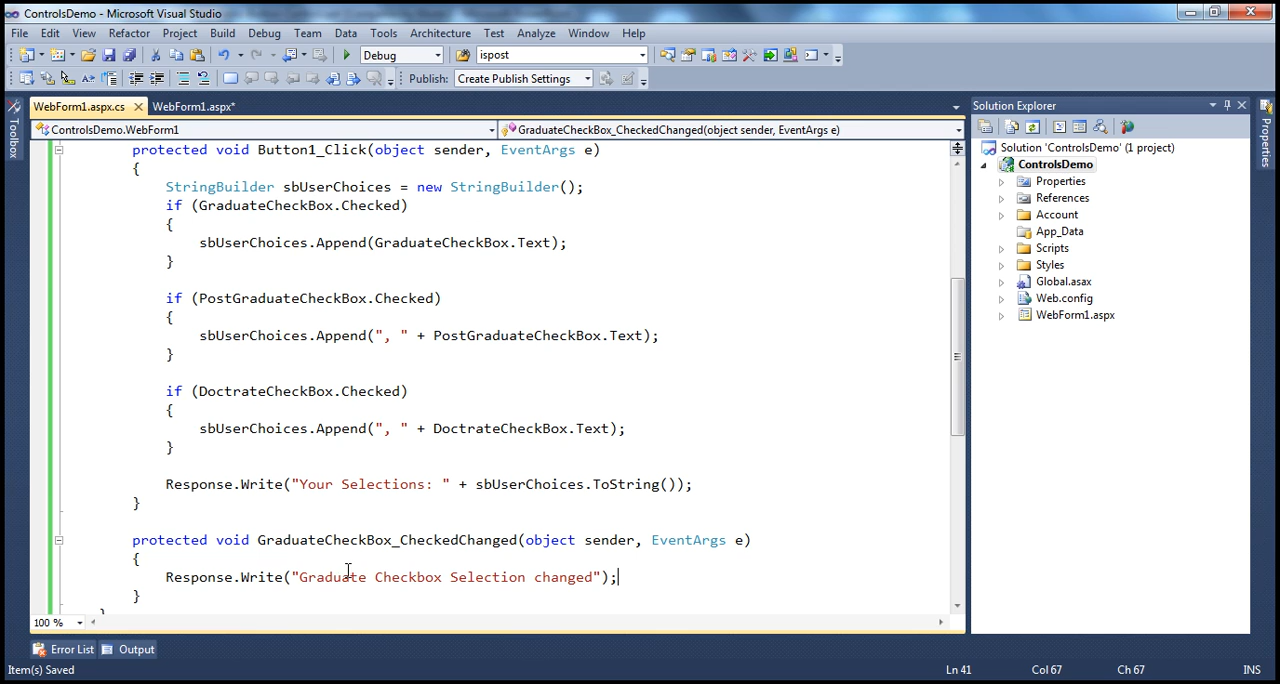 ControlsDemo - Microsoft Visual Studio
File Edit View Refactor Project Build Debug Team Data Tools Architecture Test Analyze Window Help
Debug ispost
Publish: Create Publish Settings
WebForm1.aspx.cs WebForm1.aspx*
ControlsDemo.WebForm1 GraduateCheckBox_CheckedChanged(object sender, EventArgs e)
Toolbox
protected void Button1_Click(object sender, EventArgs e)
{
StringBuilder sbUserChoices = new StringBuilder();
if (GraduateCheckBox.Checked)
{
sbUserChoices.Append(GraduateCheckBox.Text);
}
if (PostGraduateCheckBox.Checked)
{
sbUserChoices.Append(", " + PostGraduateCheckBox.Text);
}
if (DoctrateCheckBox.Checked)
{
sbUserChoices.Append(", " + DoctrateCheckBox.Text);
}
Response.Write("Your Selections: " + sbUserChoices.ToString());
}
protected void GraduateCheckBox_CheckedChanged(object sender, EventArgs e)
{
Response.Write("Graduate Checkbox Selection changed");
}
}
100 %
Solution Explorer
Solution 'ControlsDemo' (1 project)
ControlsDemo
Properties
References
Account
App_Data
Scripts
Styles
Global.asax
Web.config
WebForm1.aspx
Properties
Error List Output
Item(s) Saved Ln 41 Col 67 Ch 67 INS